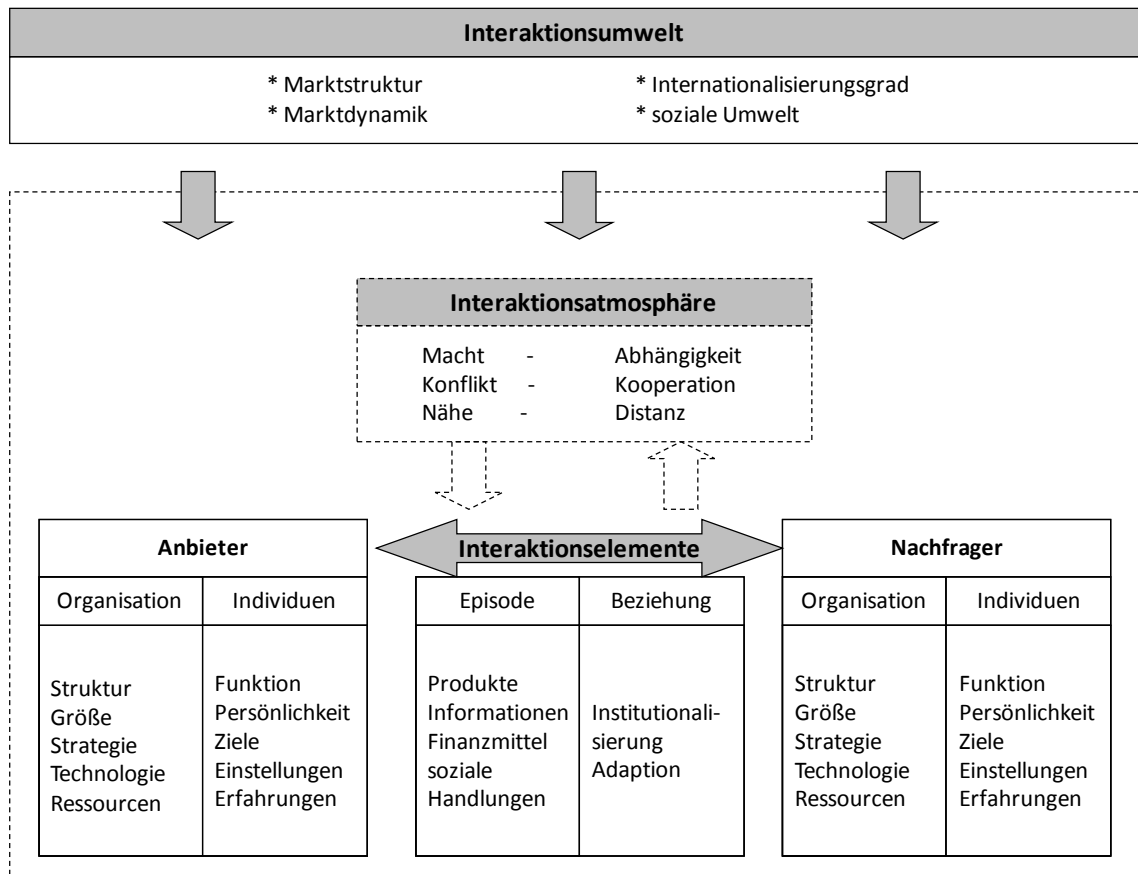 Interaktionsumwelt
* Marktstruktur * Internationalisierungsgrad
* Marktdynamik * soziale Umwelt
Interaktionsatmosphäre
Macht - Abhängigkeit
Konflikt - Kooperation
Nähe - Distanz
Anbieter
Organisation Individuen
Struktur
Größe
Strategie
Technologie
Ressourcen
Funktion
Persönlichkeit
Ziele
Einstellungen
Erfahrungen
Interaktionselemente
Episode Beziehung
Produkte
Informationen
Finanzmittel
soziale
Handlungen
Institutionali-
sierung
Adaption
Nachfrager
Organisation Individuen
Struktur
Größe
Strategie
Technologie
Ressourcen
Funktion
Persönlichkeit
Ziele
Einstellungen
Erfahrungen